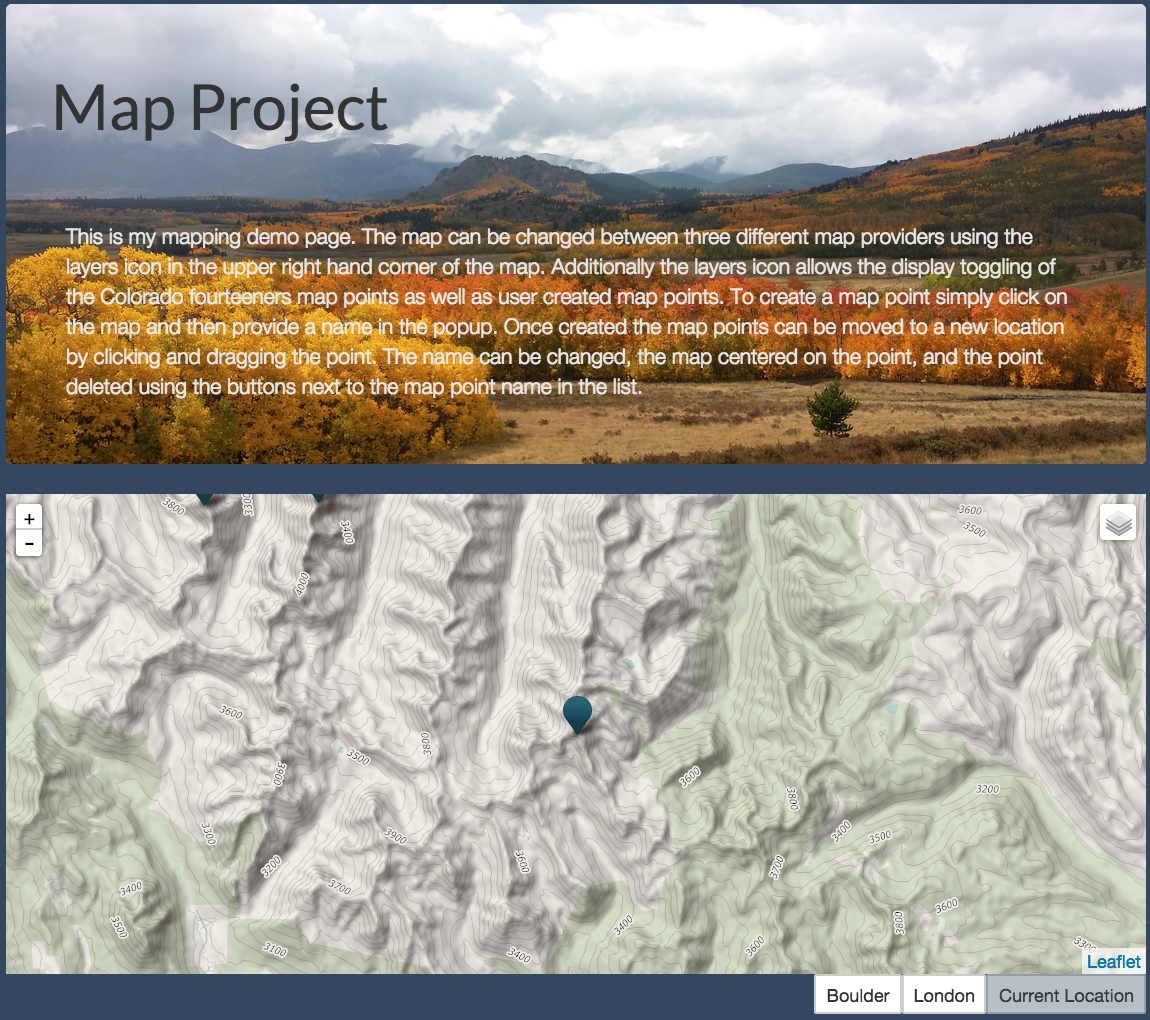 Map Project
This is my mapping demo page. The map can be changed between three different map providers using the
layers icon in the upper right hand corner of the map. Additionally the layers icon allows the display toggling of
the Colorado fourteeners map points as well as user created map points. To create a map point simply click on
the map and then provide a name in the popup. Once created the map points can be moved to a new location
by clicking and dragging the point. The name can be changed, the map centered on the point, and the point
deleted using the buttons next to the map point name in the list.
+
-
3800
3300
3400
3600
3500
4000
3600
3800
3500
3900
3600
3200
3800
3300
3900
3400
3500
3200
3600
3700
3700
3400
3500
3400
3800
3600
3100
3400
3600
3300
Leaflet
Boulder
London
Current Location